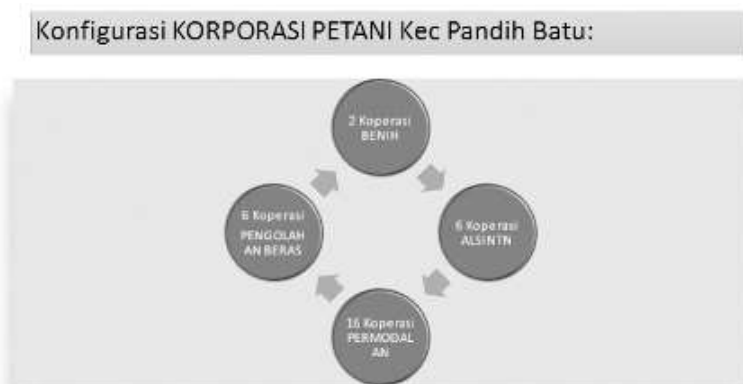 Konfigurasi KORPORASI PETANI Kec Pandih Batu:
2 Koperasi
BENIH
6 Koperasi
ALSINTN
16 Koperasi
PERMODAL
AN
6 Koperasi
PENGOLAH
AN BERAS